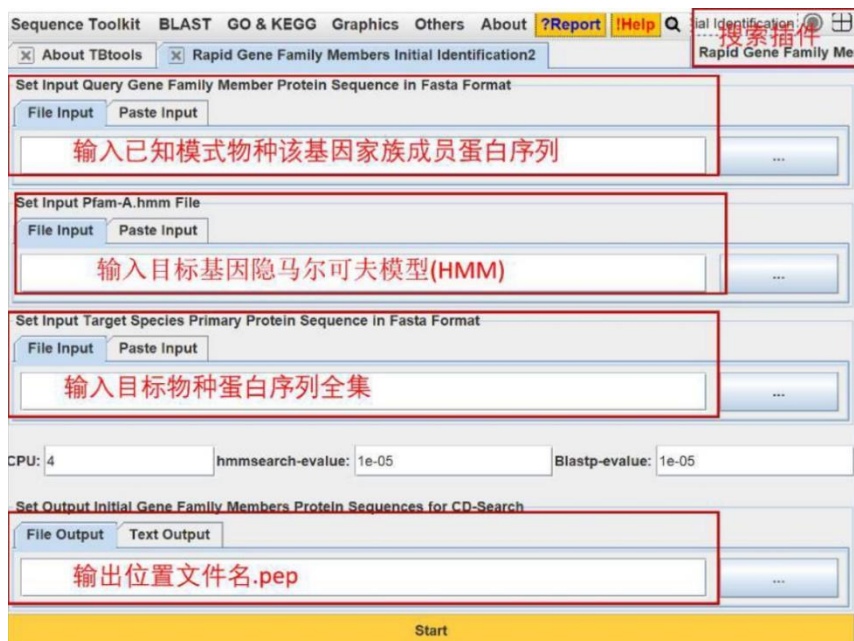 Sequence Toolkit BLAST GO & KEGG Graphics Others About ?Report !Help ial Identification
搜索插件
About TBtools Rapid Gene Family Members Initial Identification2 Rapid Gene Family Me
Set Input Query Gene Family Member Protein Sequence in Fasta Format
File Input Paste Input
输入已知模式物种该基因家族成员蛋白序列
...
Set Input Pfam-A.hmm File
File Input Paste Input
输入目标基因隐马尔可夫模型(HMM)
...
Set Input Target Species Primary Protein Sequence in Fasta Format
File Input Paste Input
输入目标物种蛋白序列全集
...
CPU: 4 hmmsearch-evalue: 1e-05 Blastp-evalue: 1e-05
Set Output Initial Gene Family Members Protein Sequences for CD-Search
File Output Text Output
输出位置文件名.pep
...
Start